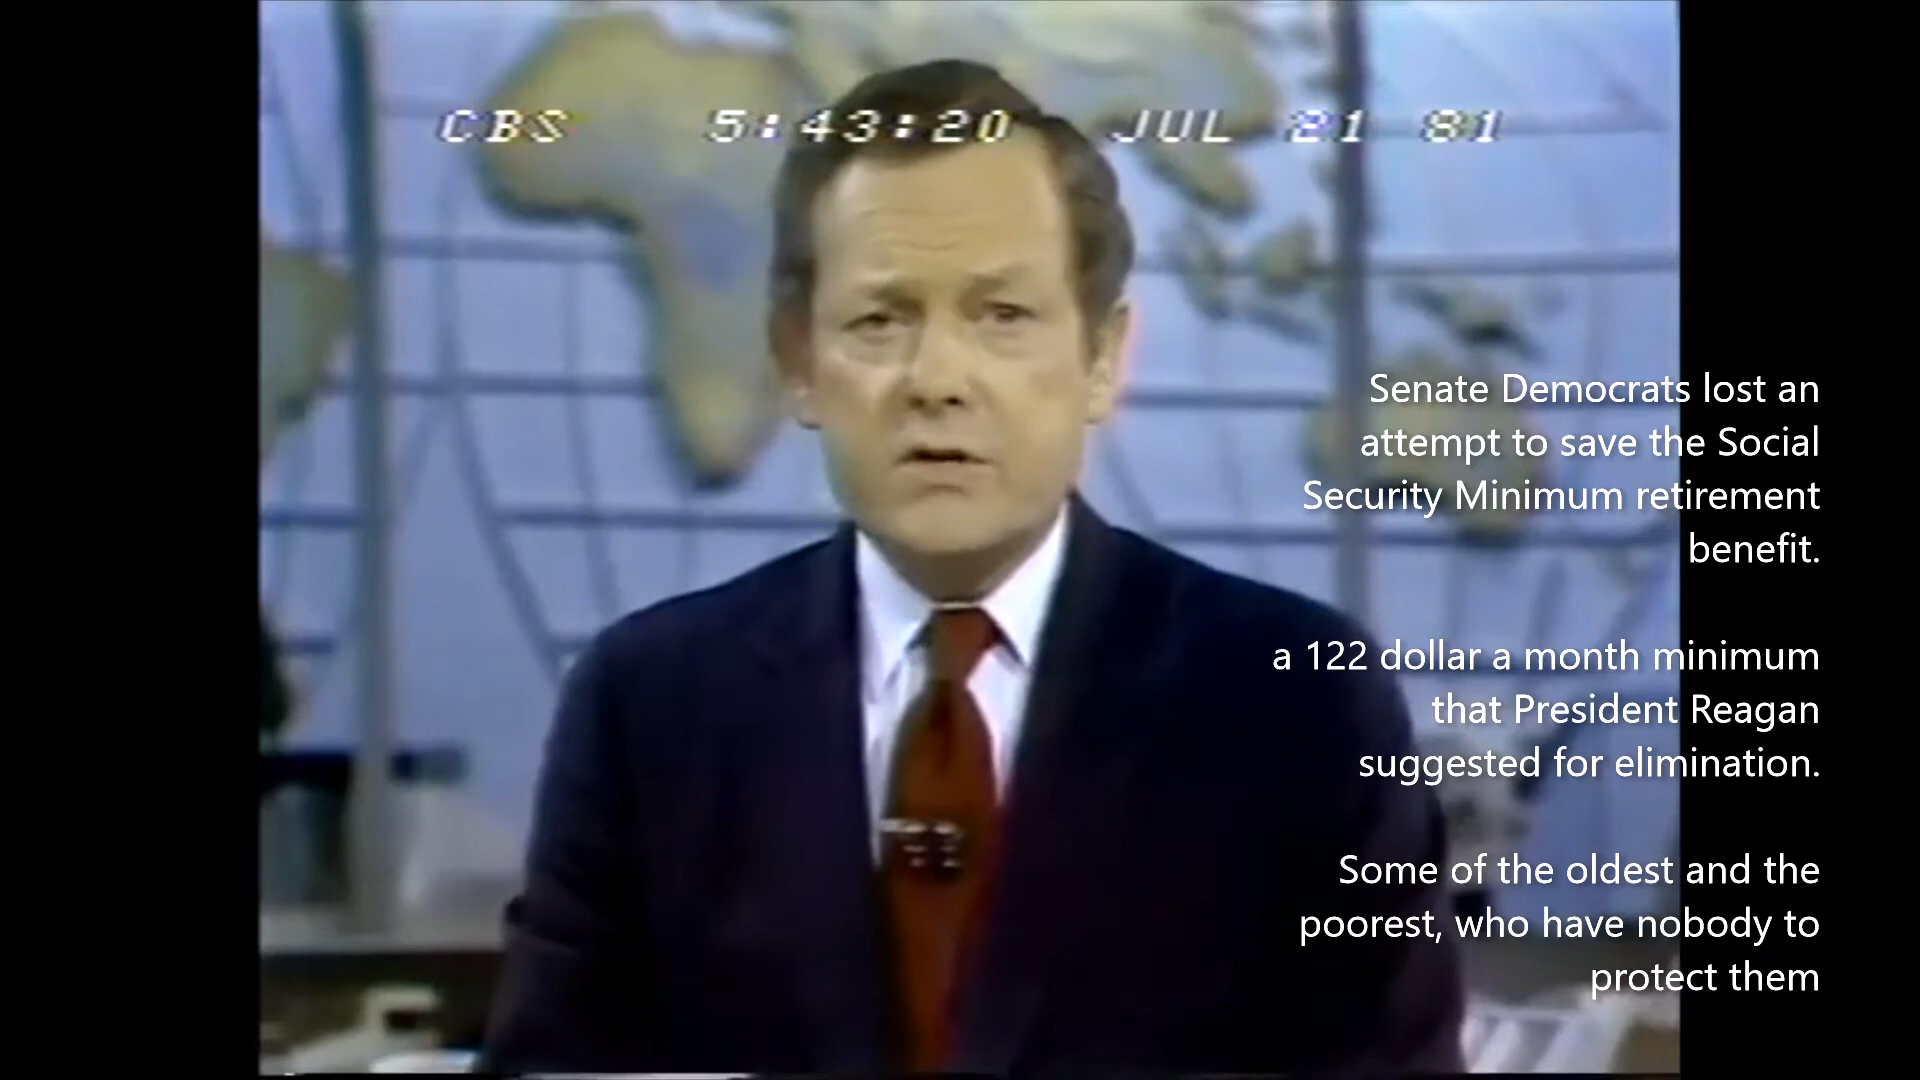 CBS 5:43:20 JUL 21 81
Senate Democrats lost an
attempt to save the Social
Security Minimum retirement
benefit.
a 122 dollar a month minimum
that President Reagan
suggested for elimination.
Some of the oldest and the
poorest, who have nobody to
protect them